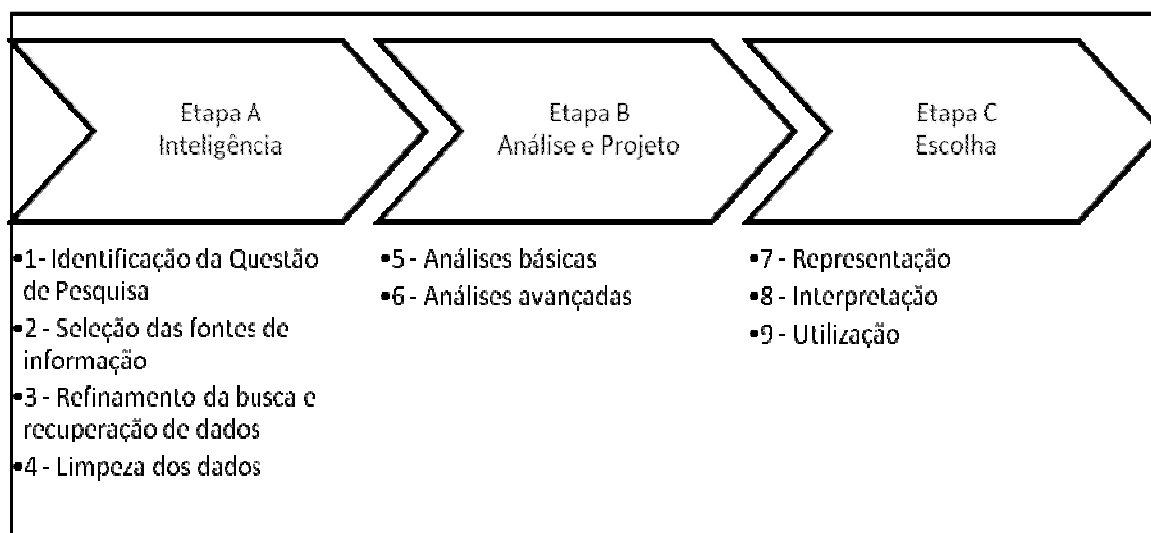 Etapa A
Inteligência
Etapa B
Análise e Projeto
Etapa C
Escolha
•1- Identificação da Questão
de Pesquisa
•2 - Seleção das fontes de
informação
•3 - Refinamento da busca e
recuperação de dados
•4 - Limpeza dos dados
•5 - Análises básicas
•6 - Análises avançadas
•7 - Representação
•8 - Interpretação
•9 - Utilização